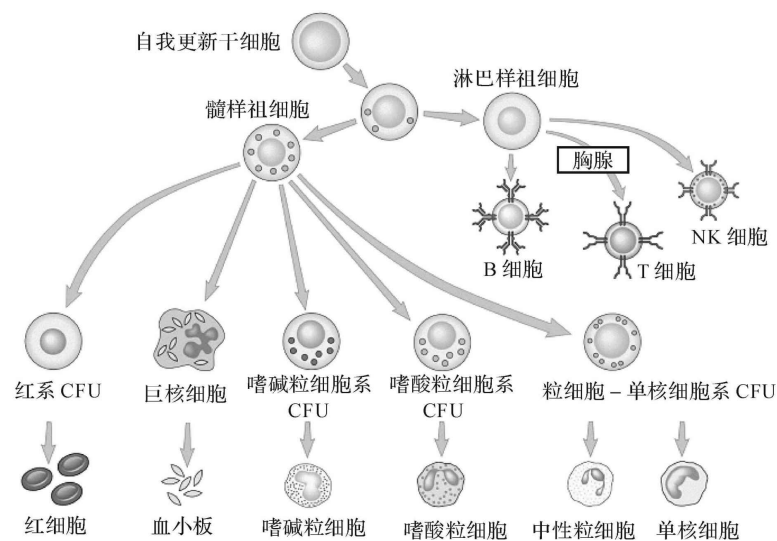 自我更新干细胞
淋巴样祖细胞
髓样祖细胞
胸腺
NK 细胞
B 细胞
T 细胞
红系 CFU
巨核细胞
嗜碱粒细胞系
CFU
嗜酸粒细胞系
CFU
粒细胞－单核细胞系 CFU
红细胞
血小板
嗜碱粒细胞
嗜酸粒细胞
中性粒细胞
单核细胞